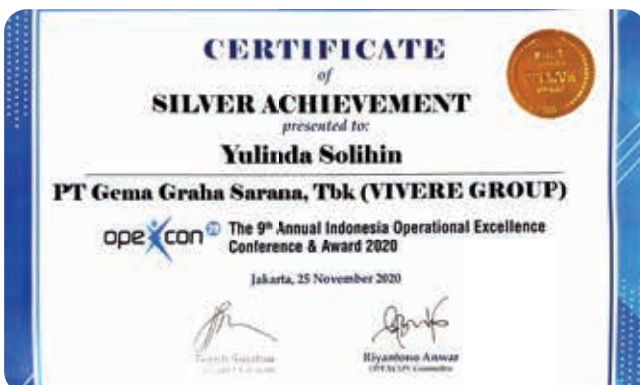 CERTIFICATE
of
SILVER ACHIEVEMENT
presented to:
Yulinda Solihin
PT Gema Graha Sarana, Tbk (VIVERE GROUP)
opexcon 20 The 9th Annual Indonesia Operational Excellence
Conference & Award 2020
Jakarta, 25 November 2020
Riyantono Anwar